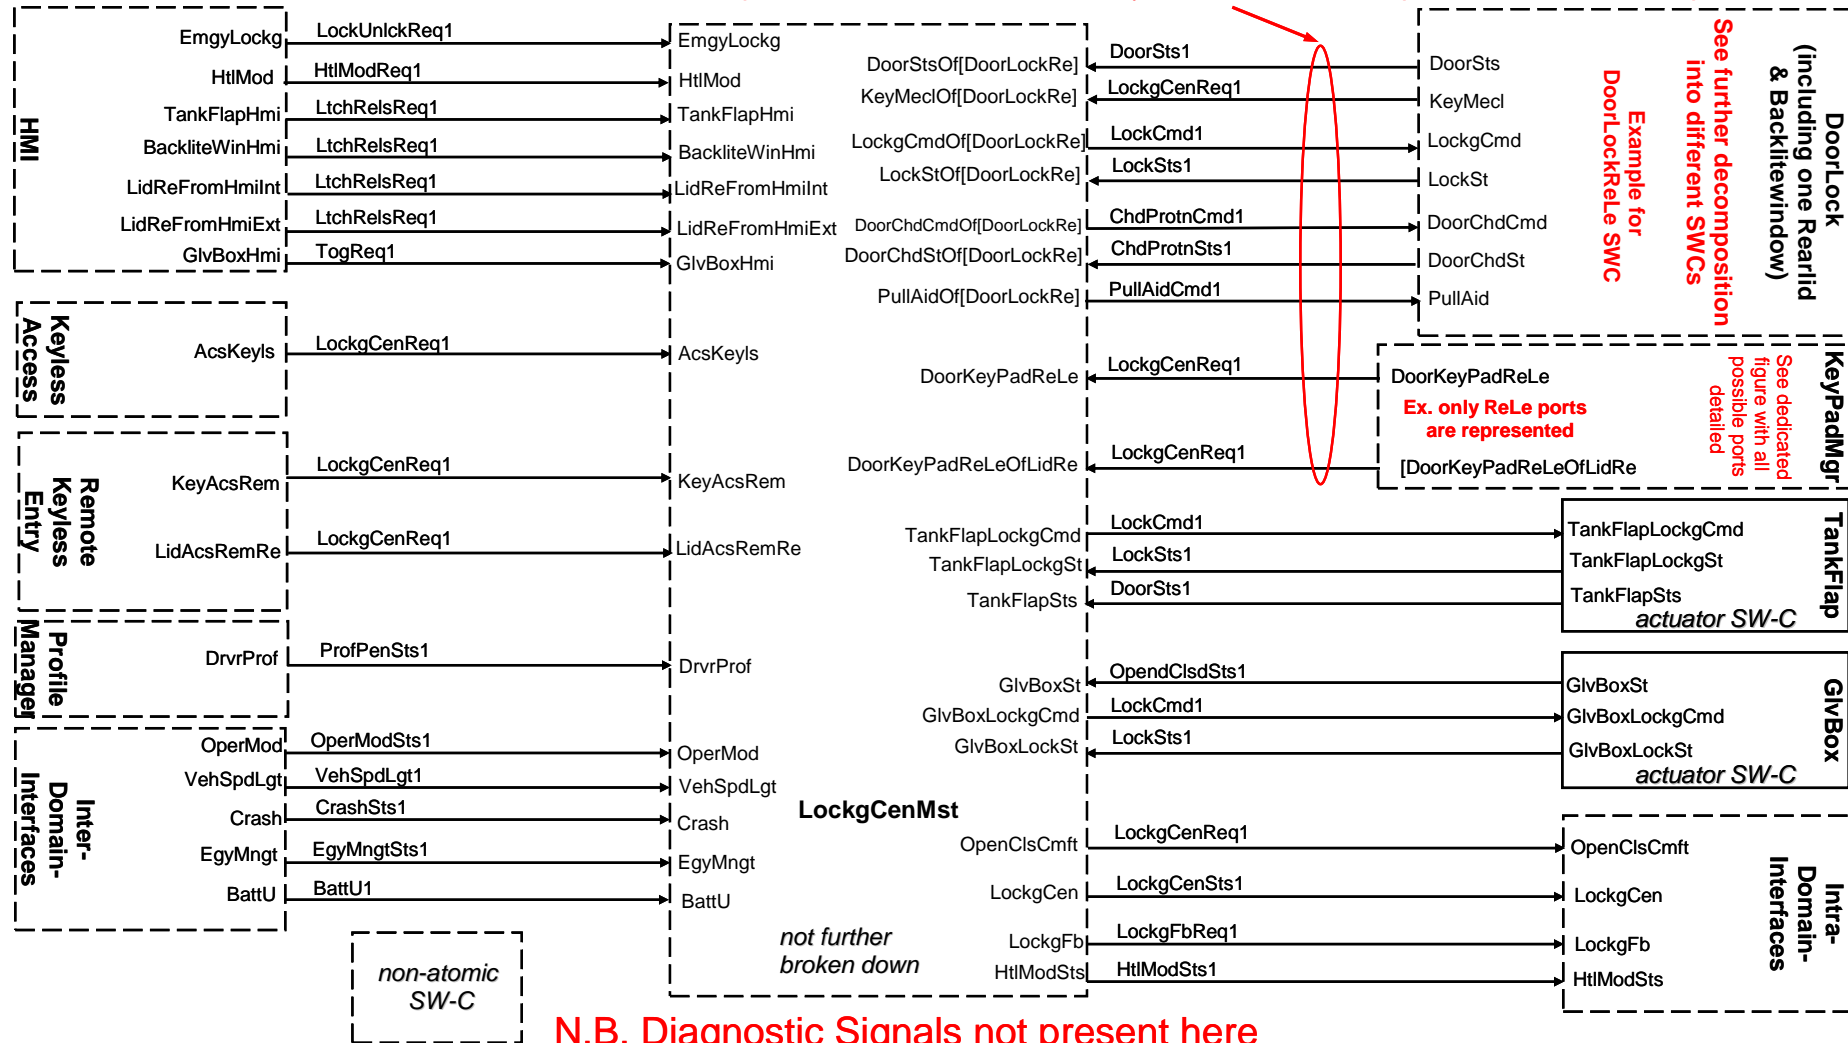 HMI
EmgyLockg
LockUnlckReq1
EmgyLockg
HtlMod
HtlModReq1
HtlMod
TankFlapHmi
LtchRelsReq1
TankFlapHmi
BackliteWinHmi
LtchRelsReq1
BackliteWinHmi
LidReFromHmiInt
LtchRelsReq1
LidReFromHmiInt
LidReFromHmiExt
LtchRelsReq1
LidReFromHmiExt
GlvBoxHmi
TogReq1
GlvBoxHmi
Keyless
Access
AcsKeyls
LockgCenReq1
AcsKeyls
Remote
Keyless
Entry
KeyAcsRem
LockgCenReq1
KeyAcsRem
LidAcsRemRe
LockgCenReq1
LidAcsRemRe
Profile
Manager
DrvrProf
ProfPenSts1
DrvrProf
Inter-
Domain-
Interfaces
OperMod
OperModSts1
OperMod
VehSpdLgt
VehSpdLgt1
VehSpdLgt
Crash
CrashSts1
Crash
EgyMngt
EgyMngtSts1
EgyMngt
BattU
BattU1
BattU
non-atomic
SW-C
LockgCenMst
not further
broken down
DoorStsOf[DoorLockRe]
DoorSts1
DoorSts
KeyMeclOf[DoorLockRe]
LockgCenReq1
KeyMecl
LockgCmdOf[DoorLockRe]
LockCmd1
LockgCmd
LockStOf[DoorLockRe]
LockSts1
LockSt
DoorChdCmdOf[DoorLockRe]
ChdProtnCmd1
DoorChdCmd
DoorChdStOf[DoorLockRe]
ChdProtnSts1
DoorChdSt
PullAidOf[DoorLockRe]
PullAidCmd1
PullAid
DoorLock
(including one Rearlid
& Backlitewindow)
See further decomposition
into different SWCs
Example for
DoorLockReLe SWC
DoorKeyPadReLe
LockgCenReq1
DoorKeyPadReLe
Ex. only ReLe ports
are represented
DoorKeyPadReLeOfLidRe
LockgCenReq1
[DoorKeyPadReLeOfLidRe
KeyPadMgr
See dedicated
figure with all
possible ports
detailed
TankFlapLockgCmd
LockCmd1
TankFlapLockgCmd
TankFlapLockgSt
LockSts1
TankFlapLockgSt
TankFlapSts
DoorSts1
TankFlapSts
actuator SW-C
TankFlap
GlvBoxSt
OpendClsdSts1
GlvBoxSt
GlvBoxLockgCmd
LockCmd1
GlvBoxLockgCmd
GlvBoxLockSt
LockSts1
GlvBoxLockSt
actuator SW-C
GlvBox
OpenClsCmft
LockgCenReq1
OpenClsCmft
LockgCen
LockgCenSts1
LockgCen
LockgFb
LockgFbReq1
LockgFb
HtlModSts
HtlModSts1
HtlModSts
Intra-
Domain-
Interfaces
N.B. Diagnostic Signals not present here